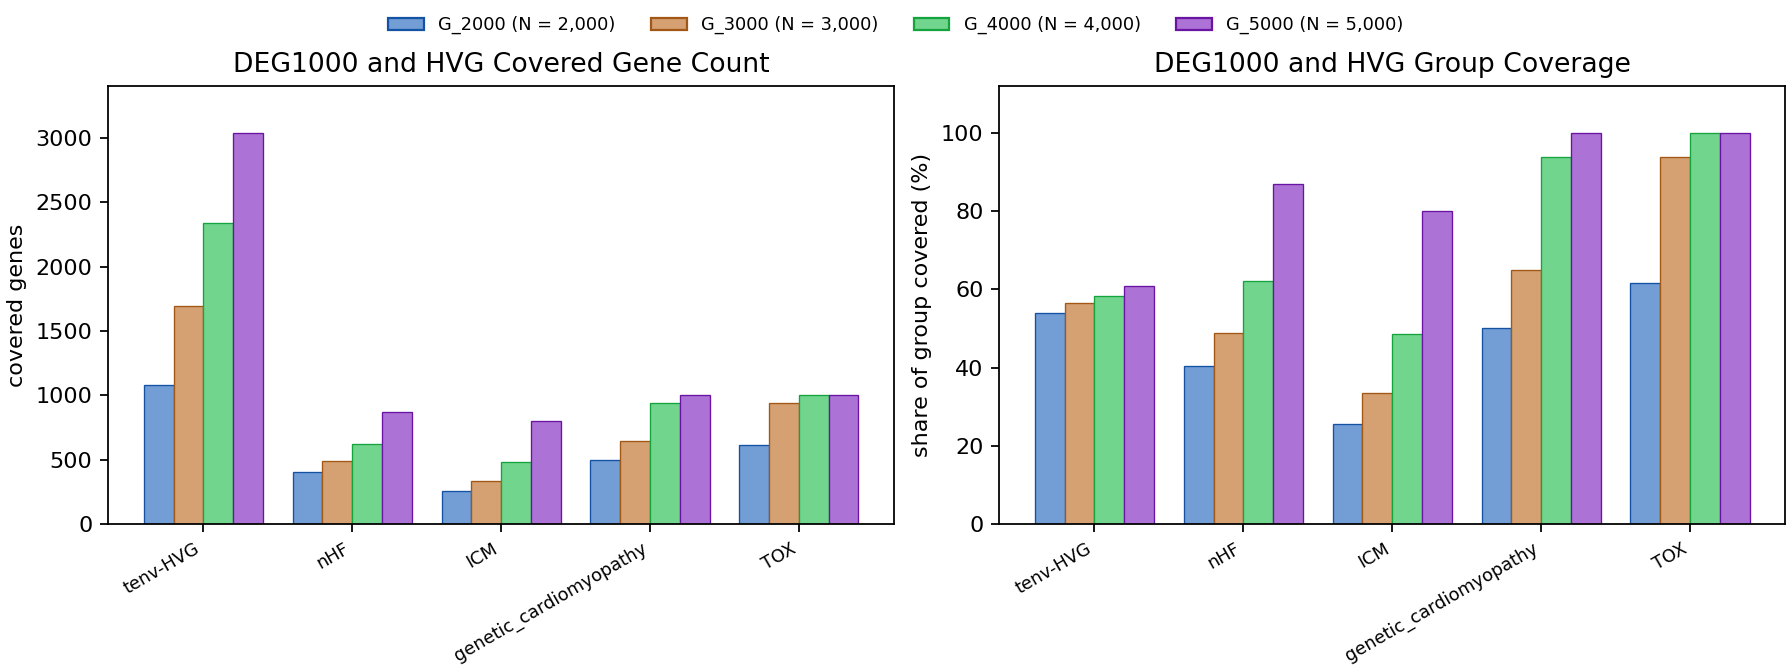 G_2000 (N = 2,000) G_3000 (N = 3,000) G_4000 (N = 4,000) G_5000 (N = 5,000)
DEG1000 and HVG Covered Gene Count
covered genes
3000
2500
2000
1500
1000
500
0
tenv-HVG
nHF
ICM
genetic_cardiomyopathy
TOX
DEG1000 and HVG Group Coverage
share of group covered (%)
100
80
60
40
20
0
tenv-HVG
nHF
ICM
genetic_cardiomyopathy
TOX